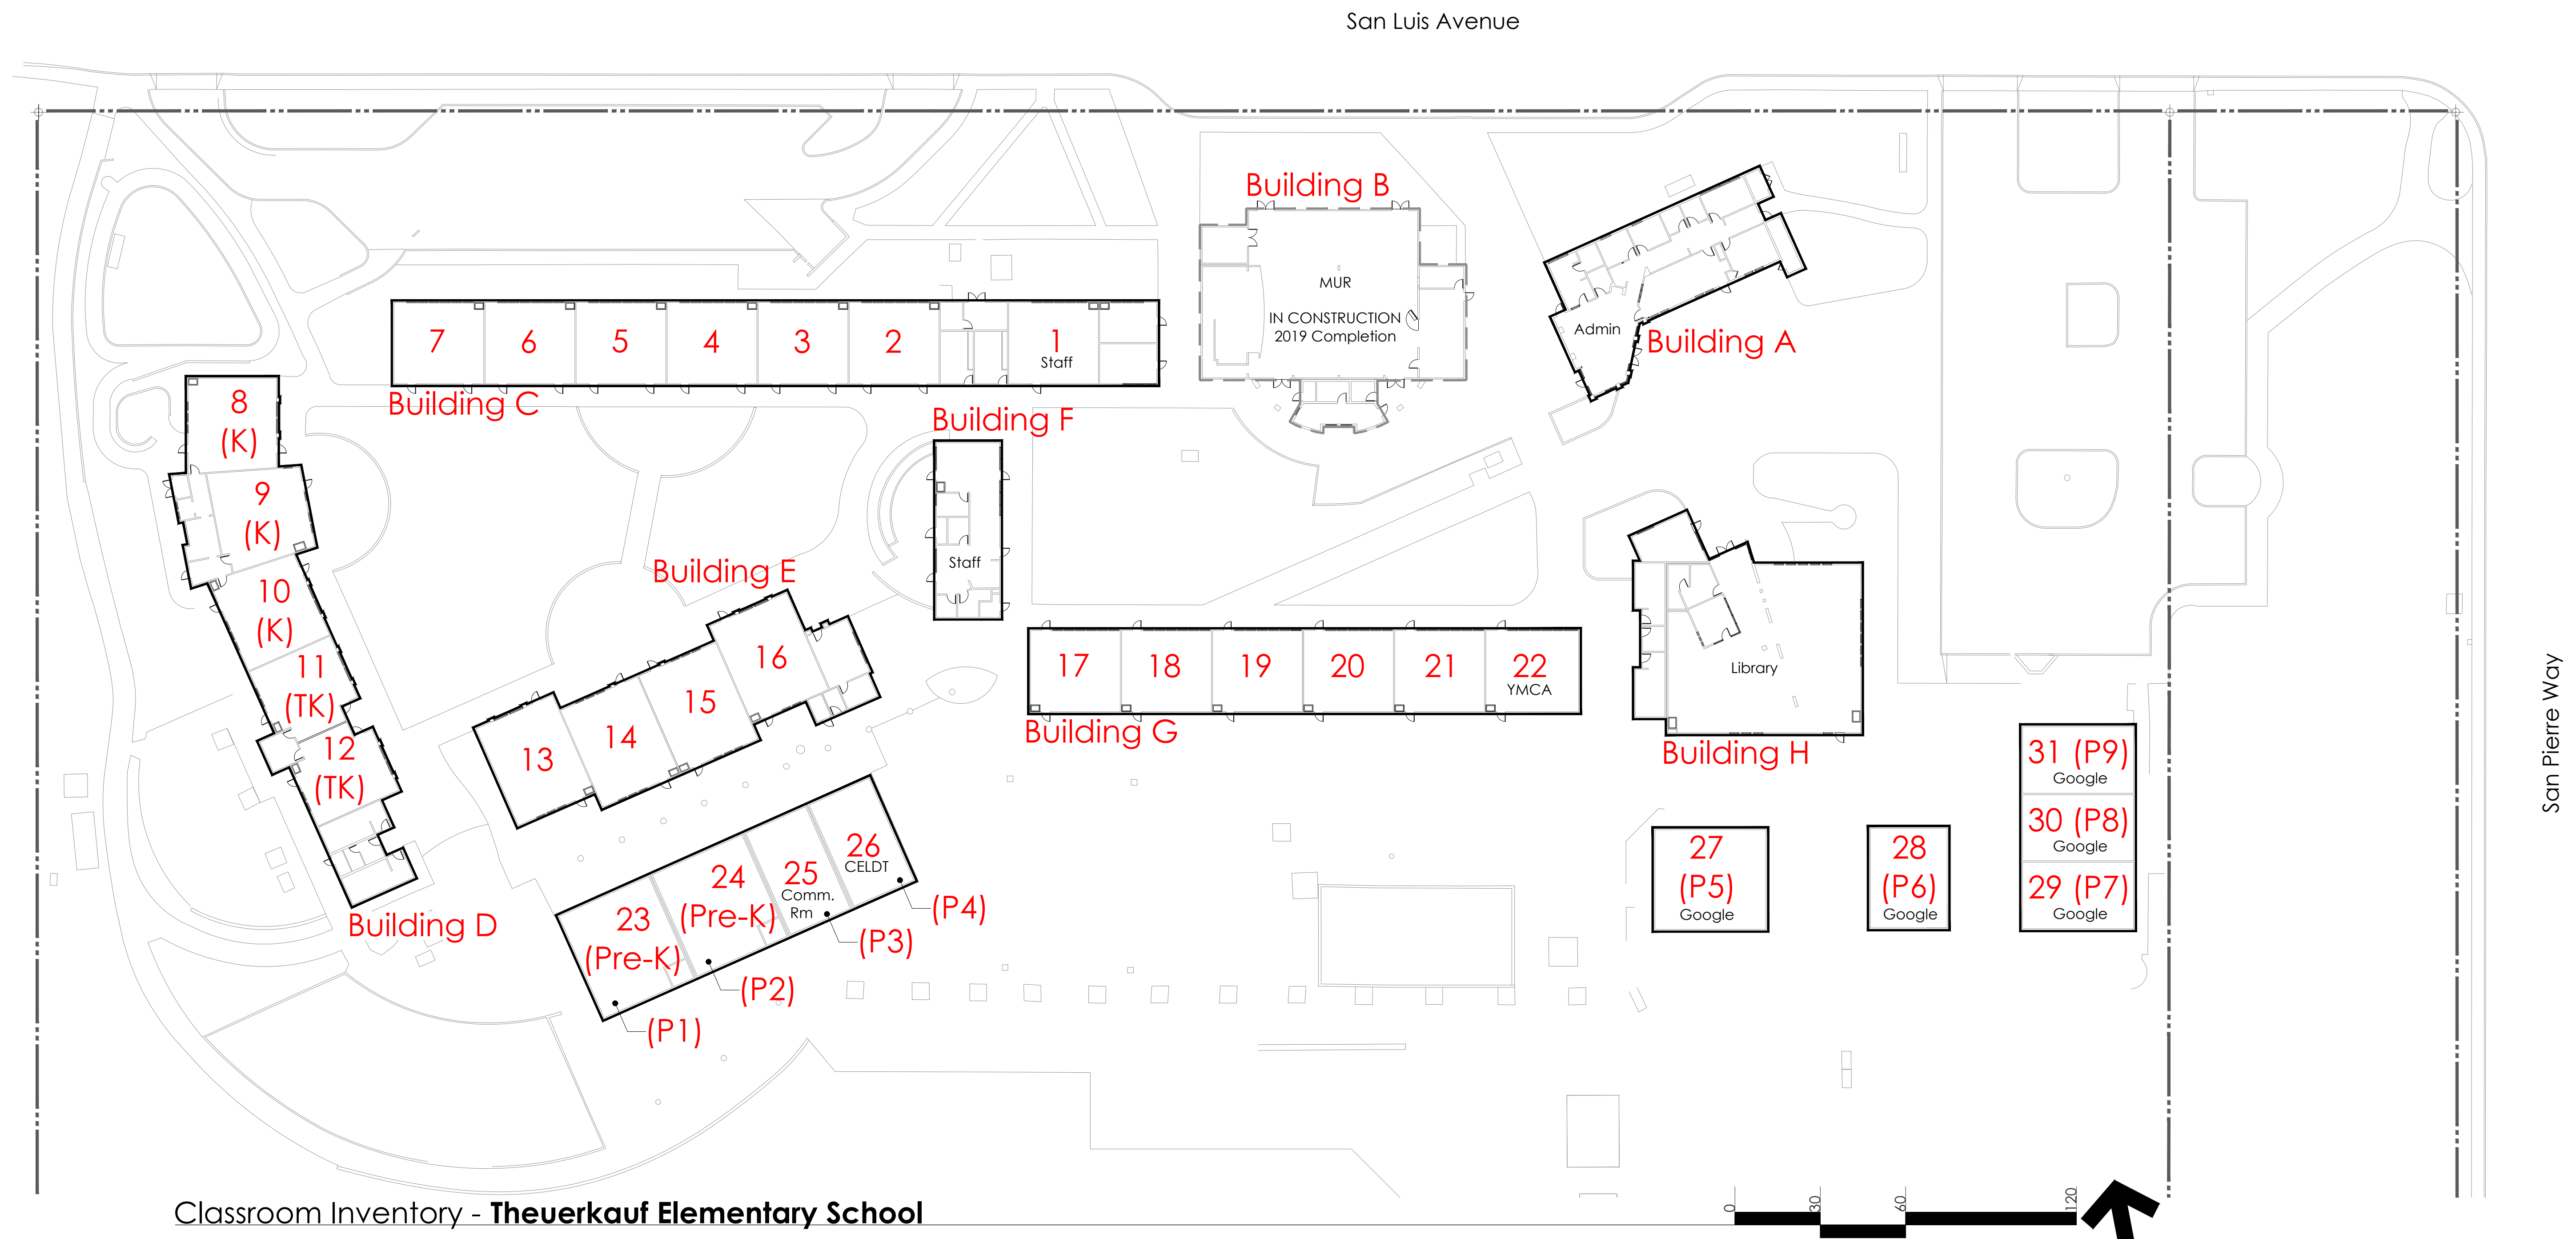 San Luis Avenue
Building B
MUR
IN CONSTRUCTION
2019 Completion
Admin
Building A
7
6
5
4
3
2
1
Staff
Building C
Building F
Staff
8
(K)
9
(K)
10
(K)
11
(TK)
12
(TK)
Building D
Building E
13
14
15
16
17
18
19
20
21
22
YMCA
Building G
Library
Building H
San Pierre Way
23
(Pre-K)
24
(Pre-K)
25
Comm.
Rm
26
CELDT
(P1)
(P2)
(P3)
(P4)
27
(P5)
Google
28
(P6)
Google
31 (P9)
Google
30 (P8)
Google
29 (P7)
Google
Classroom Inventory - Theuerkauf Elementary School
0
30
60
120